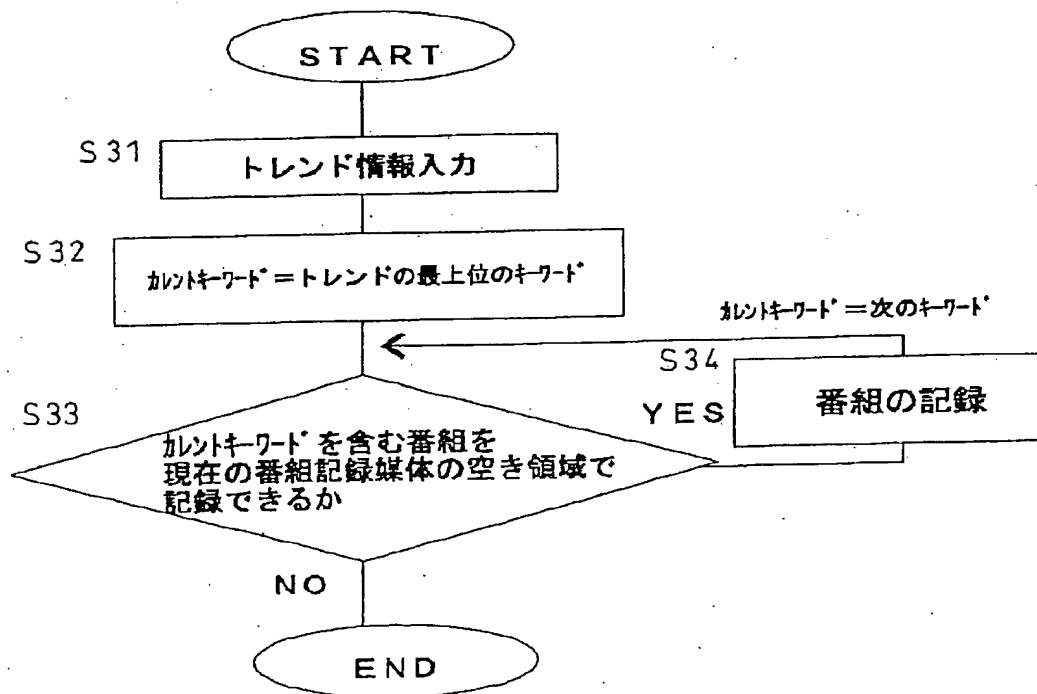 START
S31
トレンド情報入力
S32
カレントキーワード=トレンドの最上位のキーワード
カレントキーワード=次のキーワード
S34
番組の記録
S33
YES
カレントキーワードを含む番組を
現在の番組記録媒体の空き領域で
記録できるか
NO
END